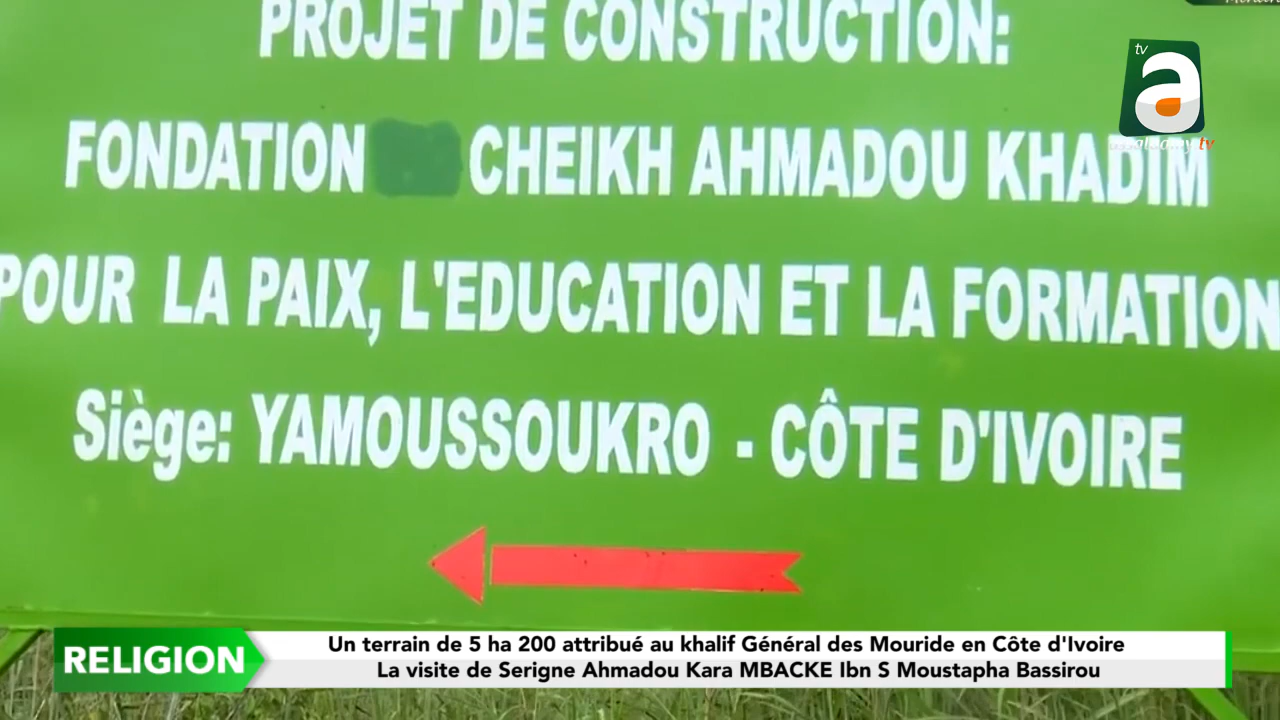 PROJET DE CONSTRUCTION:
FONDATION CHEIKH AHMADOU KHADIM
POUR LA PAIX, L'EDUCATION ET LA FORMATION
Siège: YAMOUSSOUKRO - CÔTE D'IVOIRE
tv
a
tv
RELIGION
Un terrain de 5 ha 200 attribué au khalif Général des Mouride en Côte d'Ivoire
La visite de Serigne Ahmadou Kara MBACKE Ibn S Moustapha Bassirou